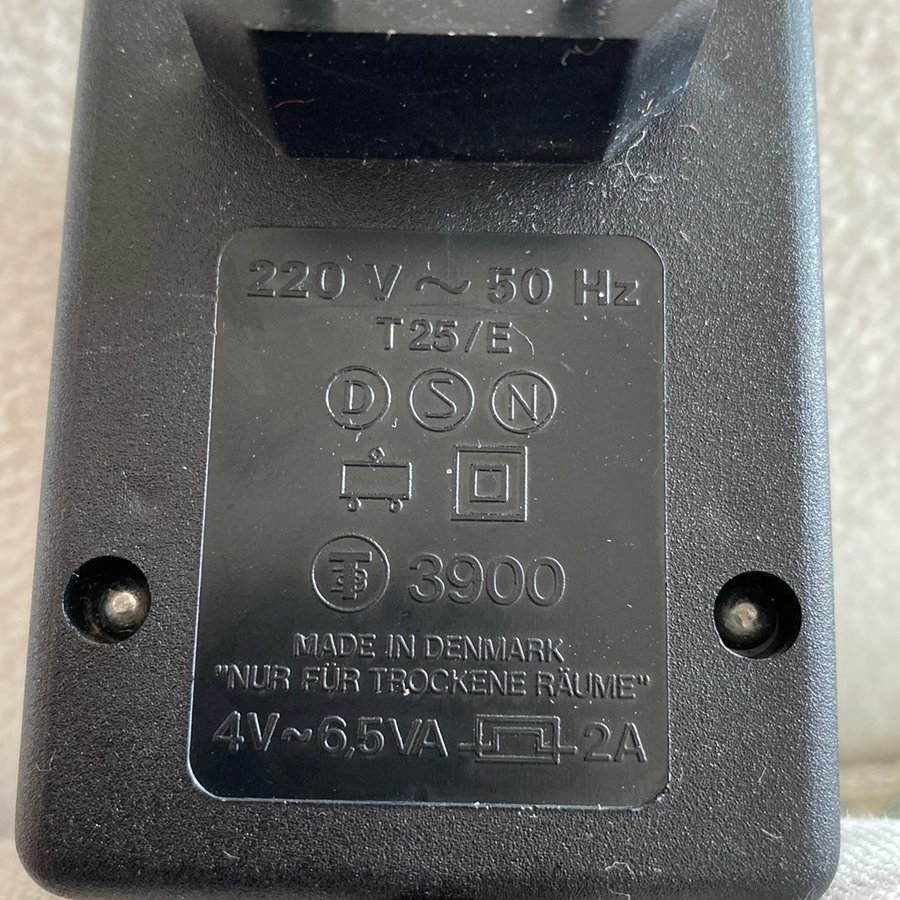 220 V ~ 50 Hz
T25/E
D S N
3900
MADE IN DENMARK
"NUR FÜR TROCKENE RÄUME"
4V~6,5VA 2A